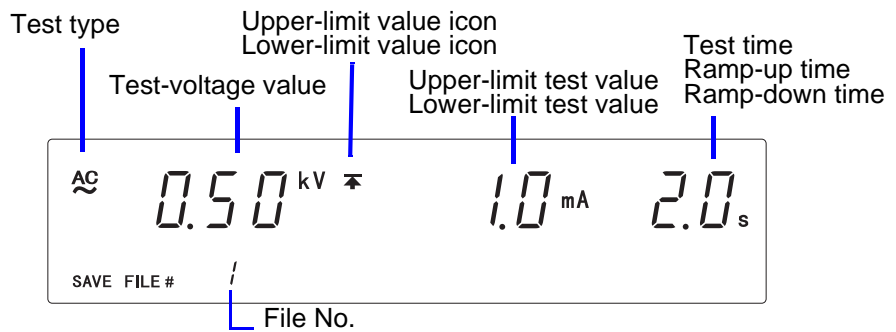 Test type
Upper-limit value icon
Lower-limit value icon
Test-voltage value
Upper-limit test value
Lower-limit test value
Test time
Ramp-up time
Ramp-down time
AC 0.50 kV 1.0 mA 2.0 s
SAVE FILE # 1
File No.